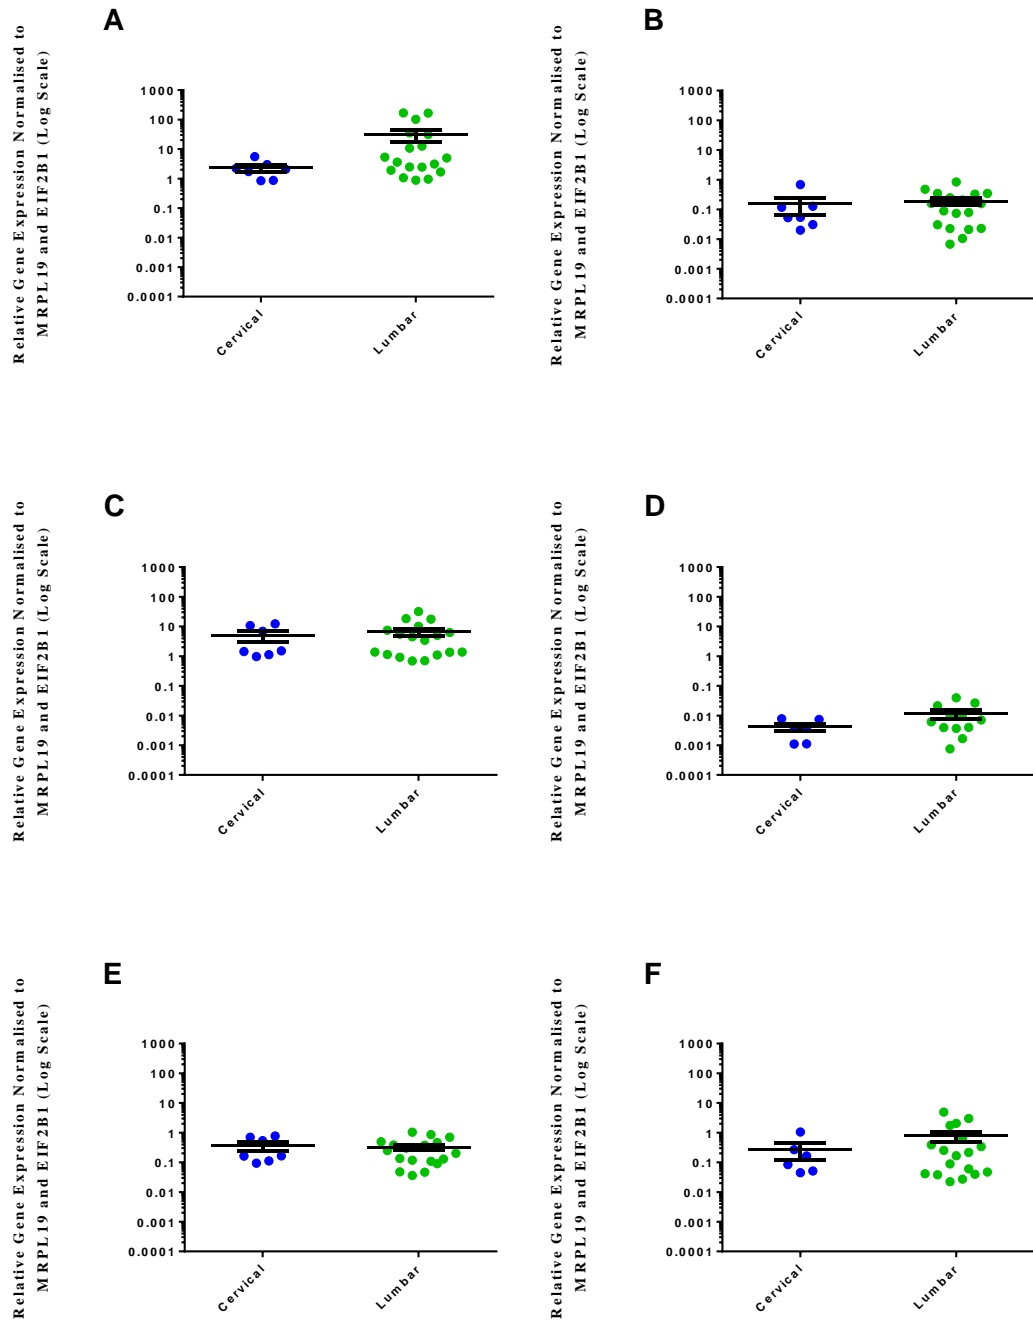 A
Relative Gene Expression Normalised to
MRPL19 and EIF2B1 (Log Scale)
1000
100
10
1
0.1
0.01
0.001
0.0001
Cervical
Lumbar
B
Relative Gene Expression Normalised to
MRPL19 and EIF2B1 (Log Scale)
1000
100
10
1
0.1
0.01
0.001
0.0001
Cervical
Lumbar
C
Relative Gene Expression Normalised to
MRPL19 and EIF2B1 (Log Scale)
1000
100
10
1
0.1
0.01
0.001
0.0001
Cervical
Lumbar
D
Relative Gene Expression Normalised to
MRPL19 and EIF2B1 (Log Scale)
1000
100
10
1
0.1
0.01
0.001
0.0001
Cervical
Lumbar
E
Relative Gene Expression Normalised to
MRPL19 and EIF2B1 (Log Scale)
1000
100
10
1
0.1
0.01
0.001
0.0001
Cervical
Lumbar
F
Relative Gene Expression Normalised to
MRPL19 and EIF2B1 (Log Scale)
1000
100
10
1
0.1
0.01
0.001
0.0001
Cervical
Lumbar